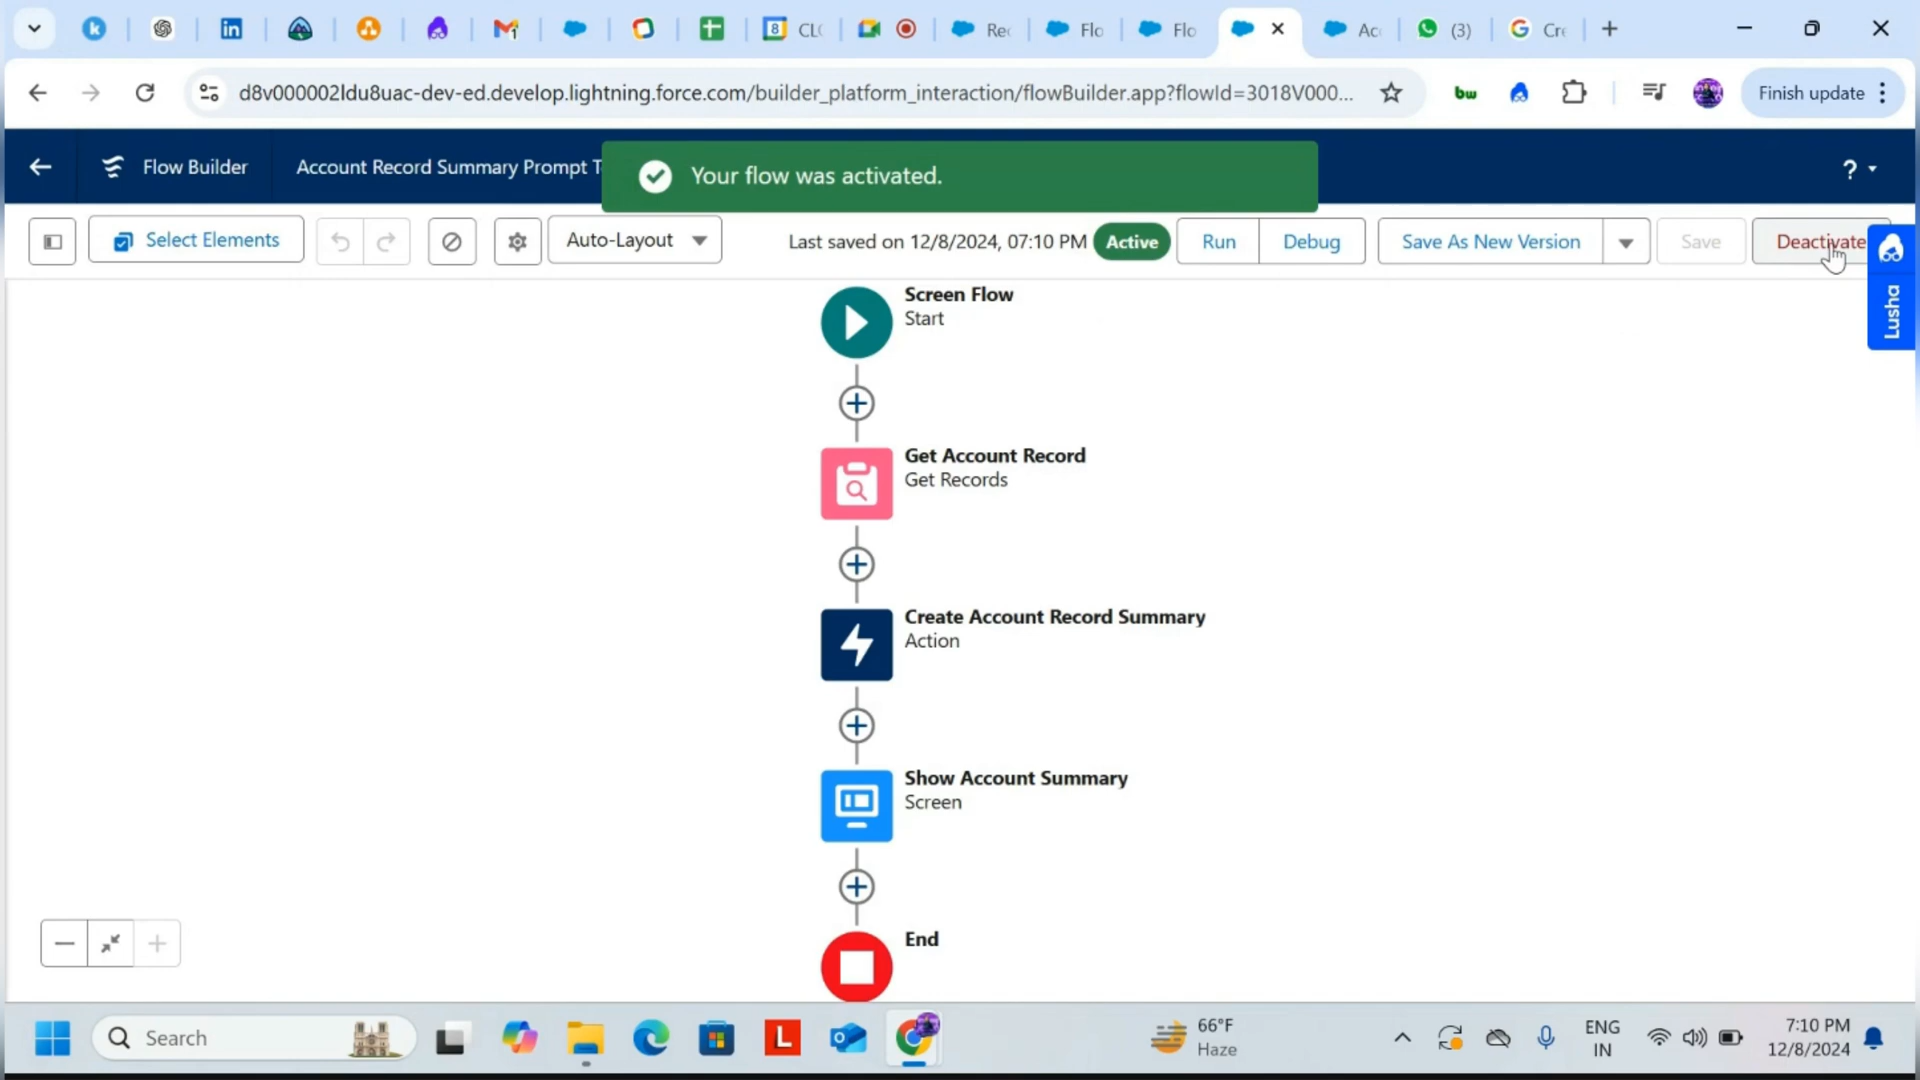 8
CL
Re
Flo
Flo
Ac
(3)
Cre
d8v000002ldu8uac-dev-ed.develop.lightning.force.com/builder_platform_interaction/flowBuilder.app?flowId=3018V000...
bw
Finish update
Flow Builder
Account Record Summary Prompt T
Your flow was activated.
?
Select Elements
Auto-Layout
Last saved on 12/8/2024, 07:10 PM
Active
Run
Debug
Save As New Version
Save
Deactivate
Lusha
Screen Flow
Start
Get Account Record
Get Records
Create Account Record Summary
Action
Show Account Summary
Screen
End
Search
L
66°F
Haze
ENG
IN
7:10 PM
12/8/2024